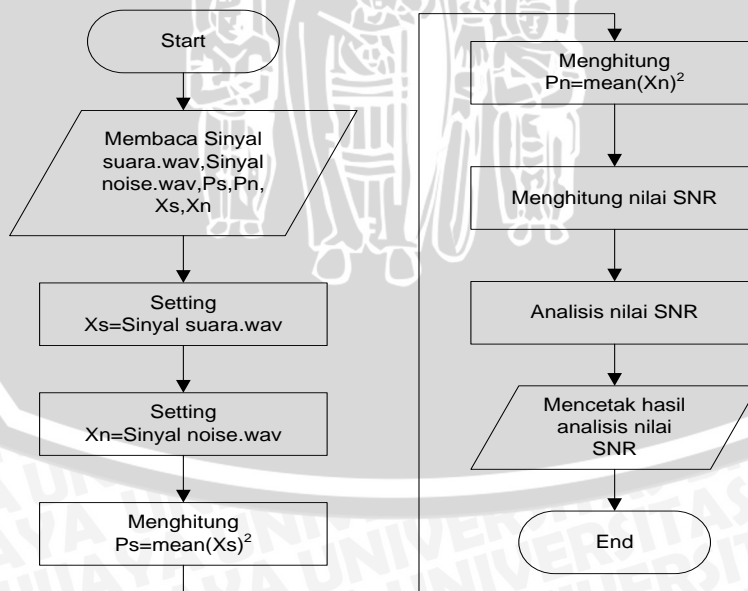 Start
Membaca Sinyal
suara.wav,Sinyal
noise.wav,Ps,Pn,
Xs,Xn
Setting
Xs=Sinyal suara.wav
Setting
Xn=Sinyal noise.wav
Menghitung
Ps=mean(Xs)²
Menghitung
Pn=mean(Xn)²
Menghitung nilai SNR
Analisis nilai SNR
Mencetak hasil
analisis nilai
SNR
End